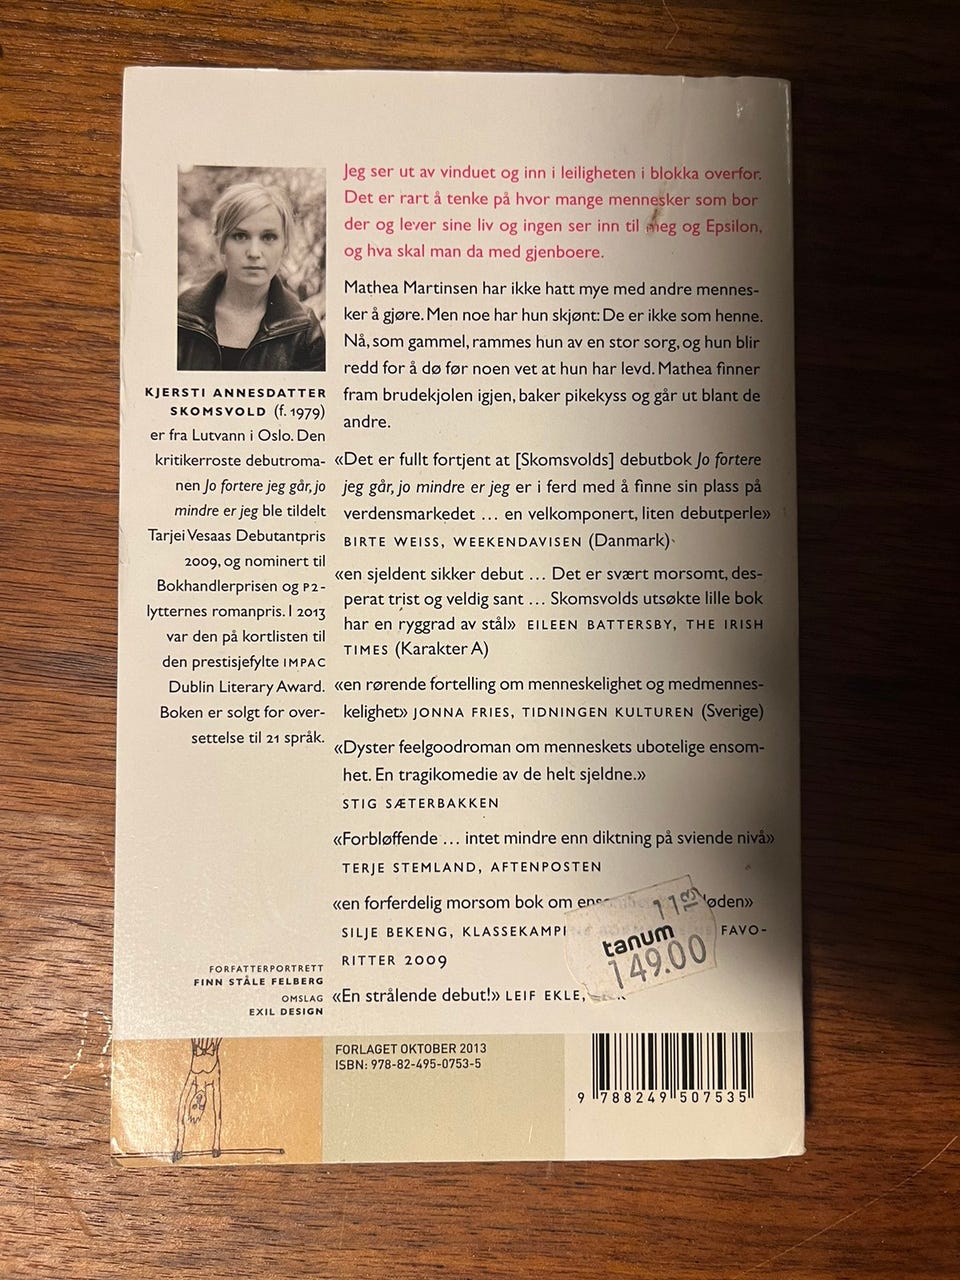 Jeg ser ut av vinduet og inn i leiligheten i blokka overfor.
Det er rart å tenke på hvor mange mennesker som bor
der og lever sine liv og ingen ser inn til meg og Epsilon,
og hva skal man da med gjenboere.
Mathea Martinsen har ikke hatt mye med andre mennes-
ker å gjøre. Men noe har hun skjønt: De er ikke som henne.
Nå, som gammel, rammes hun av en stor sorg, og hun blir
redd for å dø før noen vet at hun har levd. Mathea finner
fram brudekjolen igjen, baker pikekyss og går ut blant de
andre.
«Det er fullt fortjent at [Skomsvolds] debutbok Jo fortere
jeg går, jo mindre er jeg er i ferd med å finne sin plass på
verdensmarkedet … en velkomponert, liten debutperle»
BIRTE WEISS, WEEKENDAVISEN (Danmark)
«en sjeldent sikker debut … Det er svært morsomt, des-
perat trist og veldig sant … Skomsvolds utsøkte lille bok
har en ryggrad av stål» EILEEN BATTERSBY, THE IRISH
TIMES (Karakter A)
«en rørende fortelling om menneskelighet og medmennes-
kelighet» JONNA FRIES, TIDNINGEN KULTUREN (Sverige)
«Dyster feelgoodroman om menneskets ubotelige ensom-
het. En tragikomedie av de helt sjeldne.»
STIG SÆTERBAKKEN
«Forbløffende … intet mindre enn diktning på sviende nivå»
TERJE STEMLAND, AFTENPOSTEN
«en forferdelig morsom bok om
SILJE BEKENG, FAVO-
RITTER 2009
«En strålende debut!» LEIF EKLE,
11 13
tanum
149.00
KJERSTI ANNESDATTER
SKOMSVOLD (f. 1979)
er fra Lutvann i Oslo. Den
kritikerroste debutroma-
nen Jo fortere jeg går, jo
mindre er jeg ble tildelt
Tarjei Vesaas Debutantpris
2009, og nominert til
Bokhandlerprisen og P2-
lytternes romanpris. I 2013
var den på kortlisten til
den prestisjefylte IMPAC
Dublin Literary Award.
Boken er solgt for over-
settelse til 21 språk.
FORFATTERPORTRETT
FINN STÅLE FELBERG
OMSLAG
EXIL DESIGN
FORLAGET OKTOBER 2013
ISBN: 978-82-495-0753-5
9 788249 507535